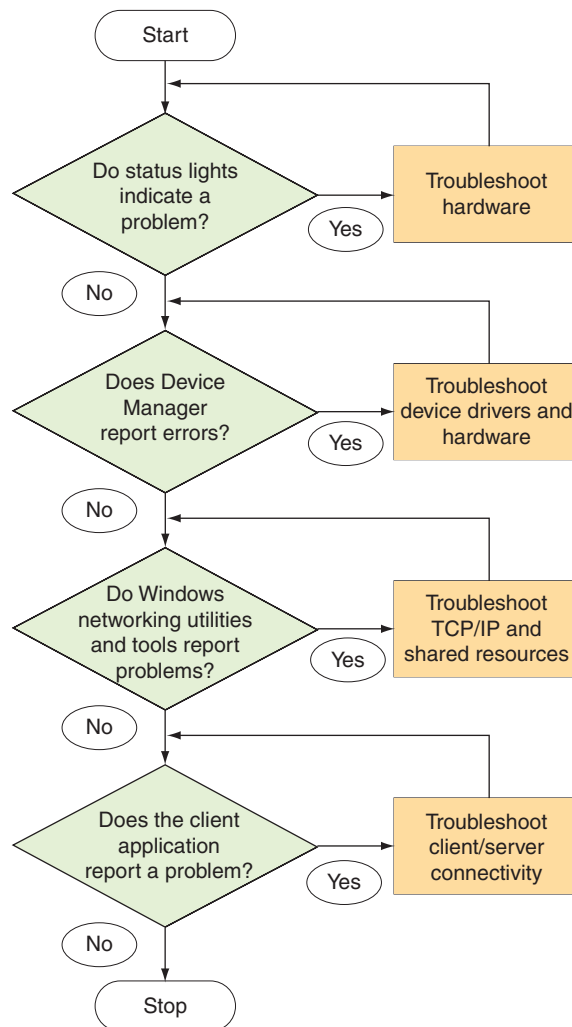 Start
Do status lights
indicate a
problem?
Yes
Troubleshoot
hardware
No
Does Device
Manager
report errors?
Yes
Troubleshoot
device drivers and
hardware
No
Do Windows
networking utilities
and tools report
problems?
Yes
Troubleshoot
TCP/IP and
shared resources
No
Does the client
application
report a problem?
Yes
Troubleshoot
client/server
connectivity
No
Stop